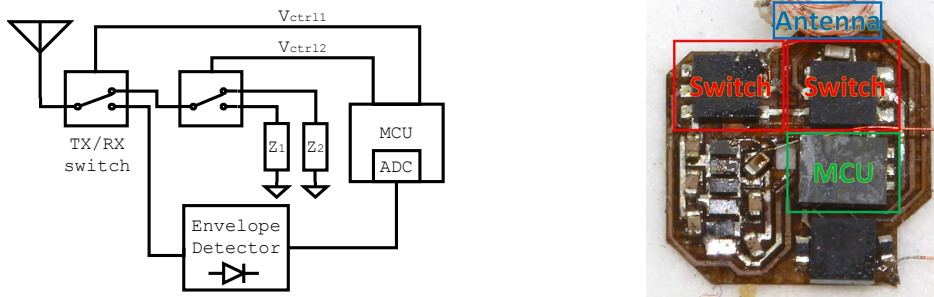 Vctrl1
Vctrl2
TX/RX
switch
Z1
Z2
MCU
ADC
Envelope
Detector
Antenna
Switch
Switch
MCU